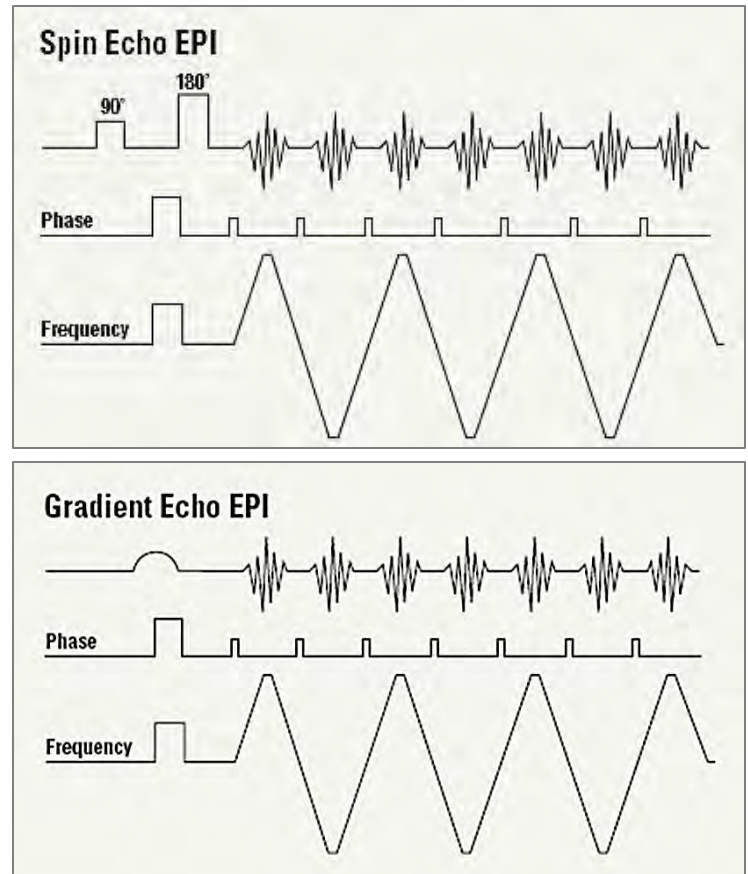 Spin Echo EPI
180°
90°
Phase
Frequency
Gradient Echo EPI
Phase
Frequency